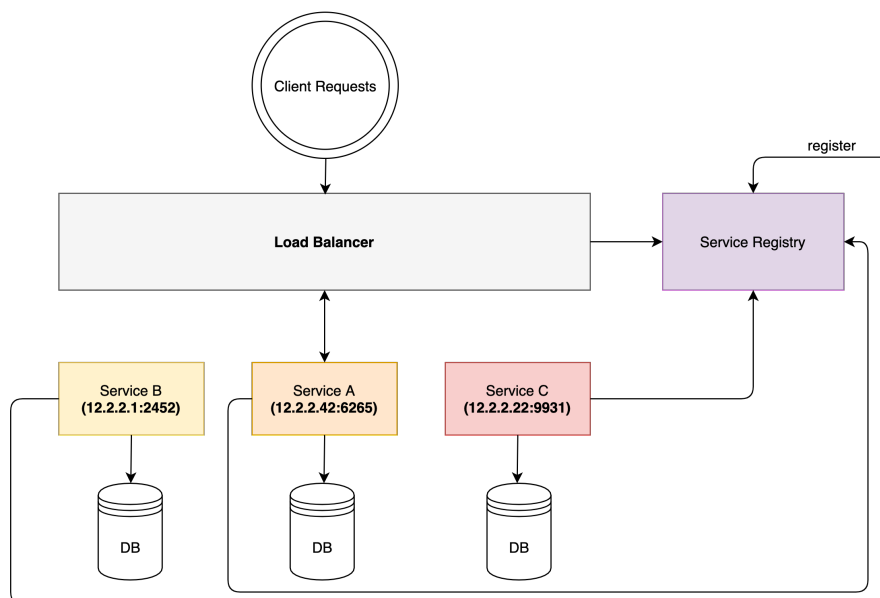 Client Requests
register
Load Balancer
Service Registry
Service B
(12.2.2.1:2452)
Service A
(12.2.2.42:6265)
Service C
(12.2.2.22:9931)
DB
DB
DB